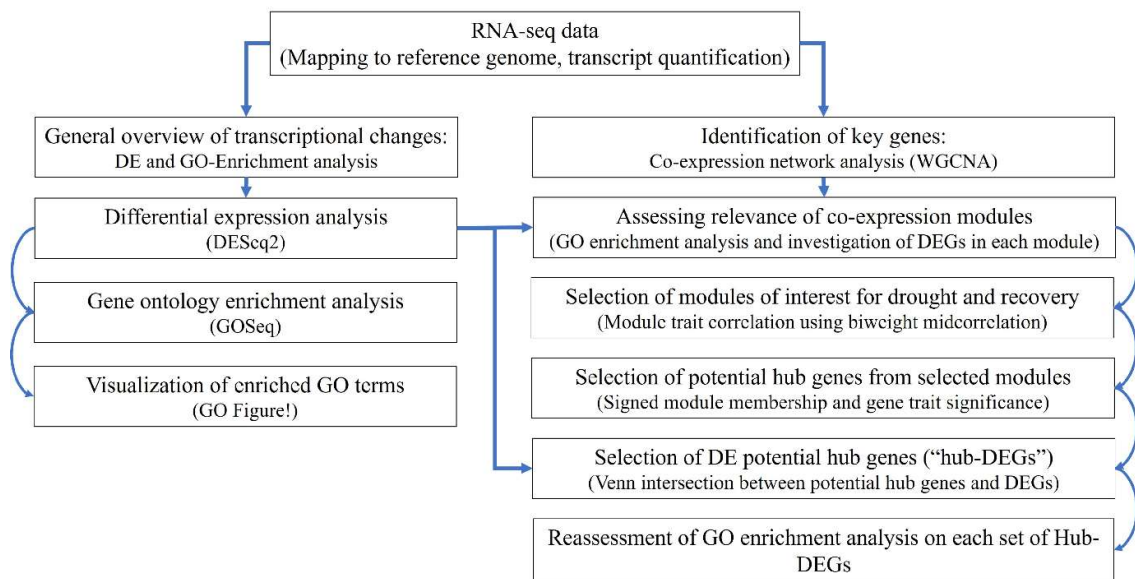 RNA-seq data
(Mapping to reference genome, transcript quantification)
General overview of transcriptional changes:
DE and GO-Enrichment analysis
Differential expression analysis
(DESeq2)
Gene ontology enrichment analysis
(GOSeq)
Visualization of enriched GO terms
(GO Figure!)
Identification of key genes:
Co-expression network analysis (WGCNA)
Assessing relevance of co-expression modules
(GO enrichment analysis and investigation of DEGs in each module)
Selection of modules of interest for drought and recovery
(Module trait correlation using biweight midcorrelation)
Selection of potential hub genes from selected modules
(Signed module membership and gene trait significance)
Selection of DE potential hub genes (“hub-DEGs”)
(Venn intersection between potential hub genes and DEGs)
Reassessment of GO enrichment analysis on each set of Hub-
DEGs